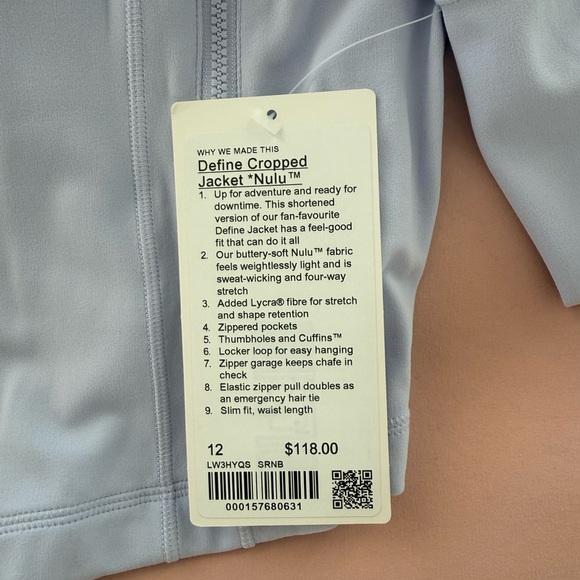 WHY WE MADE THIS
Define Cropped
Jacket *Nulu™
1. Up for adventure and ready for
downtime. This shortened
version of our fan-favourite
Define Jacket has a feel-good
fit that can do it all
2. Our buttery-soft Nulu™ fabric
feels weightlessly light and is
sweat-wicking and four-way
stretch
3. Added Lycra® fibre for stretch
and shape retention
4. Zippered pockets
5. Thumbholes and Cuffins™
6. Locker loop for easy hanging
7. Zipper garage keeps chafe in
check
8. Elastic zipper pull doubles as
an emergency hair tie
9. Slim fit, waist length
12 $118.00
LW3HYQS SRNB
000157680631